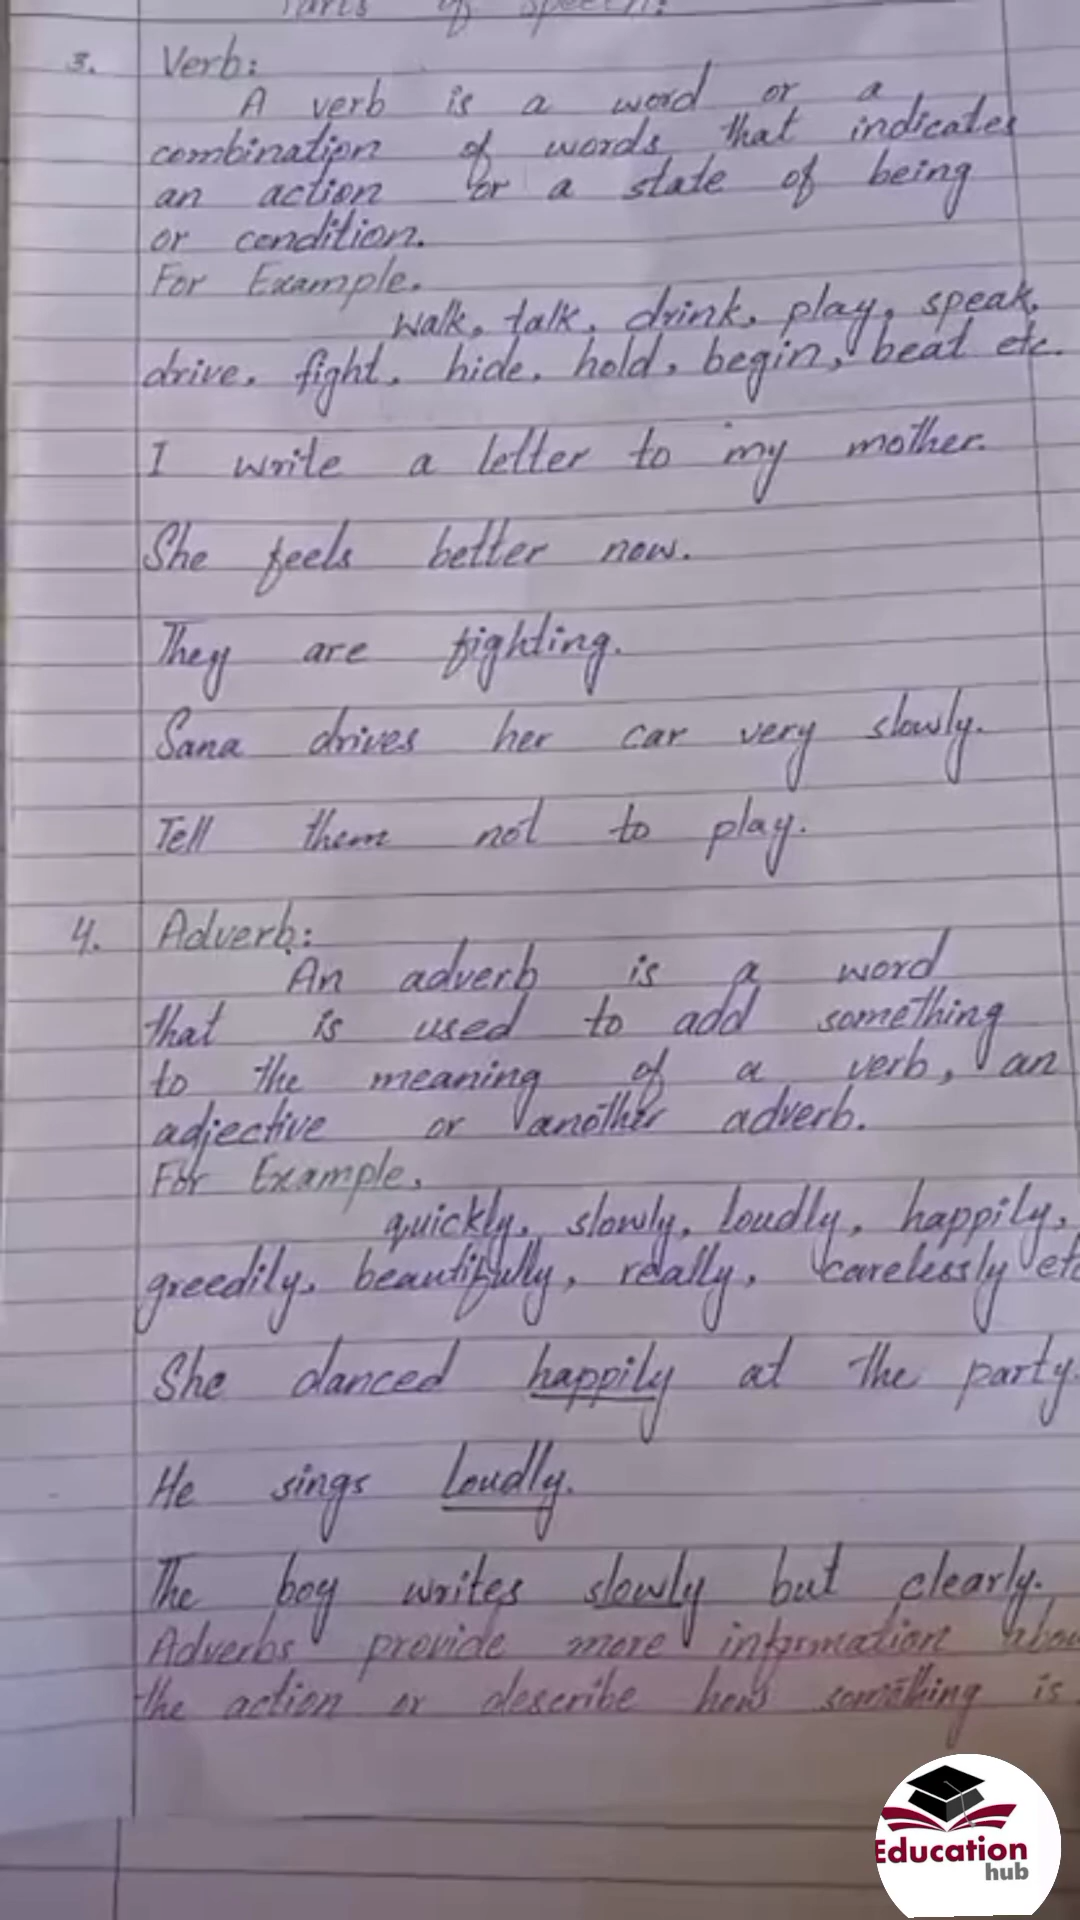 Parts of Speech:
3. Verb:
A verb is a word or a
combination of words that indicates
an action or a state of being
or condition.
For Example.
walk, talk, drink, play, speak,
drive, fight, hide, hold, begin, beat etc.
I write a letter to my mother.
She feels better now.
They are fighting.
Sana drives her car very slowly.
Tell them not to play.
4. Adverb:
An adverb is a word
that is used to add something
to the meaning of a verb, an
adjective or another adverb.
For Example,
quickly, slowly, loudly, happily,
greedily, beautifully, really, carelessly etc
She danced happily at the party.
He sings loudly.
The boy writes slowly but clearly.
Adverbs provide more information abou
the action or describe how something is
Education
hub